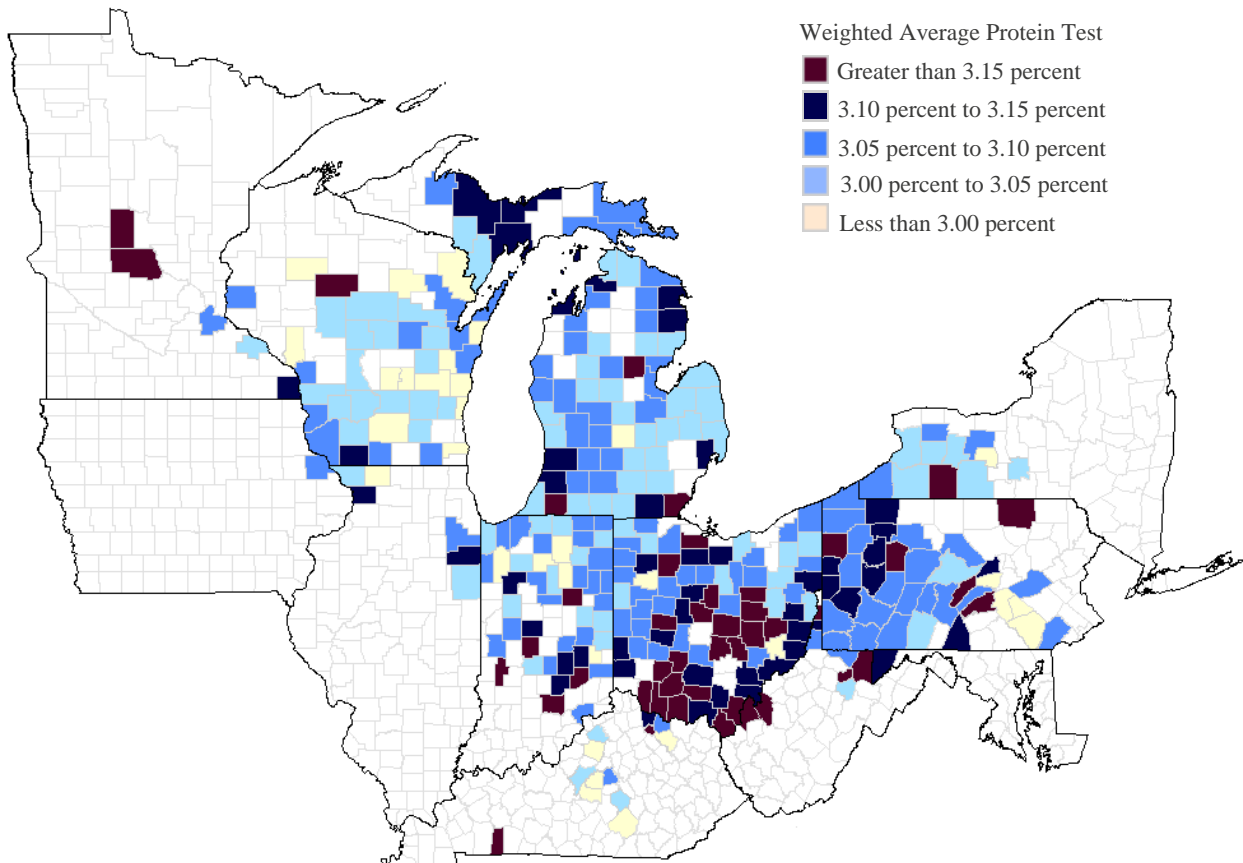 Weighted Average Protein Test
Greater than 3.15 percent
3.10 percent to 3.15 percent
3.05 percent to 3.10 percent
3.00 percent to 3.05 percent
Less than 3.00 percent